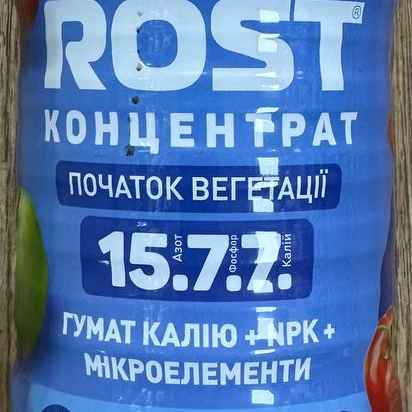 ROST®
КОНЦЕНТРАТ
ПОЧАТОК ВЕГЕТАЦІЇ
15.7.7.
Азот Фосфор Калій
ГУМАТ КАЛІЮ + NPK +
МІКРОЕЛЕМЕНТИ